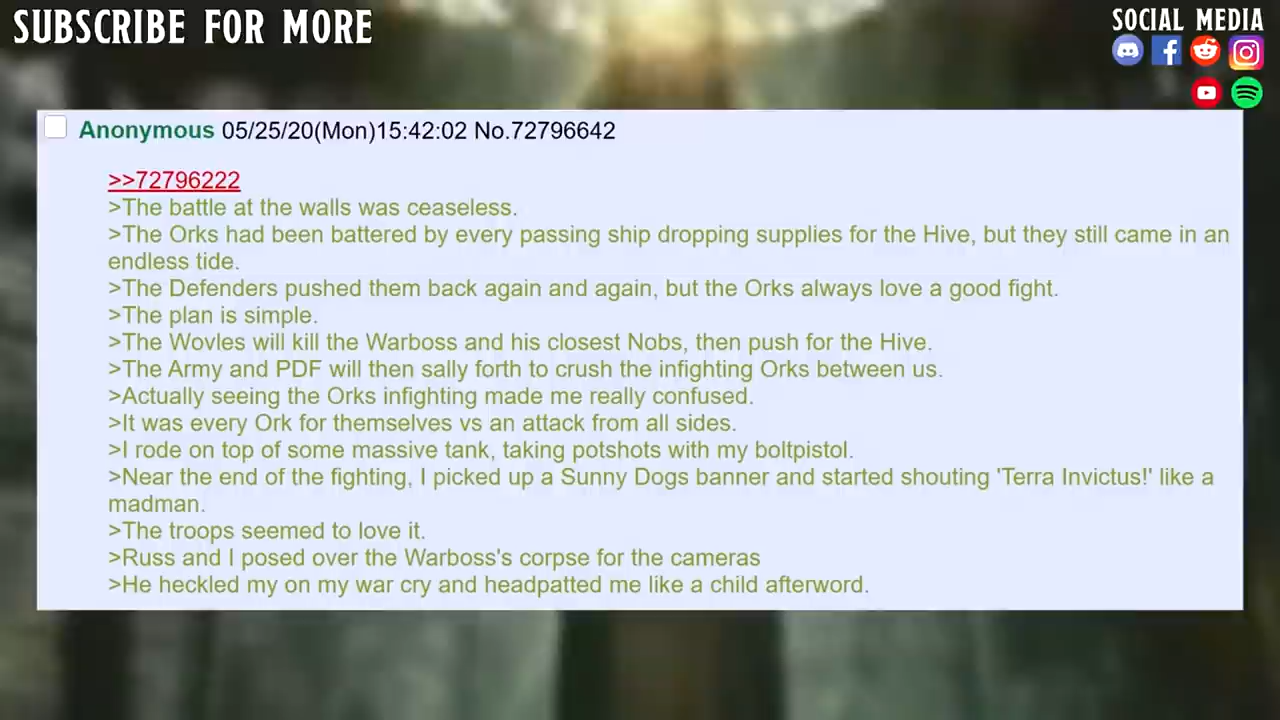 SUBSCRIBE FOR MORE
SOCIAL MEDIA
Anonymous 05/25/20(Mon)15:42:02 No.72796642
>>72796222
>The battle at the walls was ceaseless.
>The Orks had been battered by every passing ship dropping supplies for the Hive, but they still came in an
endless tide.
>The Defenders pushed them back again and again, but the Orks always love a good fight.
>The plan is simple.
>The Wovles will kill the Warboss and his closest Nobs, then push for the Hive.
>The Army and PDF will then sally forth to crush the infighting Orks between us.
>Actually seeing the Orks infighting made me really confused.
>It was every Ork for themselves vs an attack from all sides.
>I rode on top of some massive tank, taking potshots with my boltpistol.
>Near the end of the fighting, I picked up a Sunny Dogs banner and started shouting 'Terra Invictus!' like a
madman.
>The troops seemed to love it.
>Russ and I posed over the Warboss's corpse for the cameras
>He heckled my on my war cry and headpatted me like a child afterword.